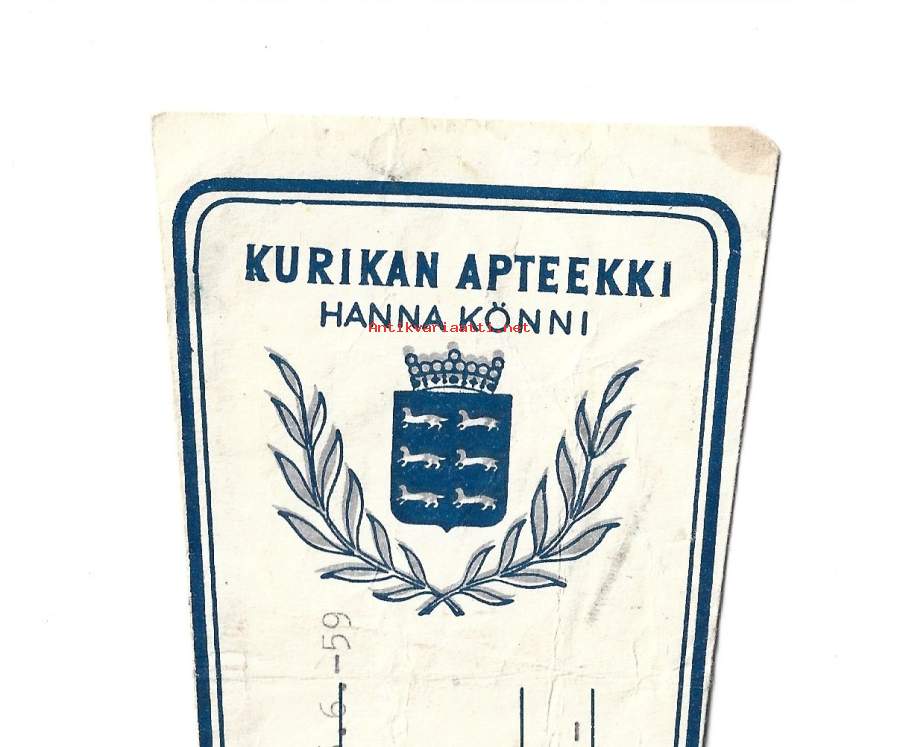 KURIKAN APTEEKKI
HANNA KÖNNI
Antikvariaatti.net
.6.-59